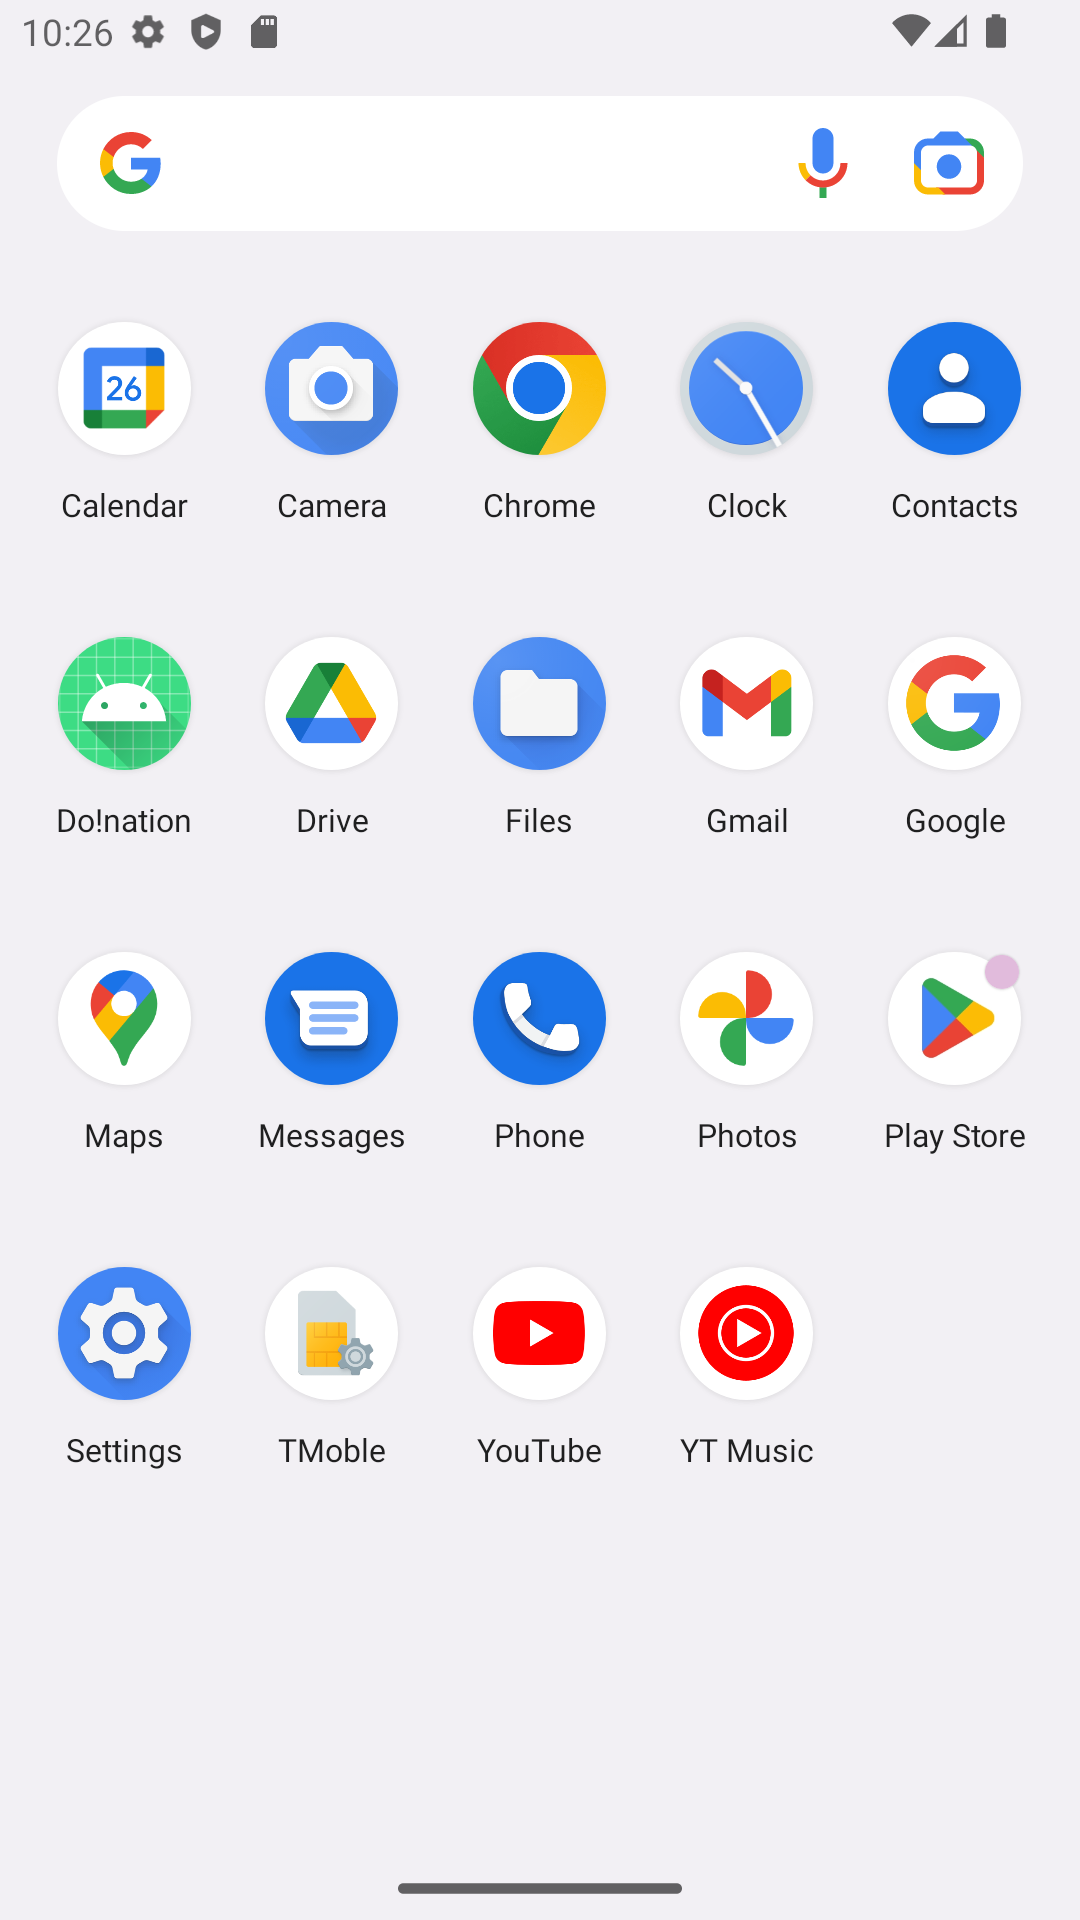 10:26
Calendar Camera Chrome Clock Contacts
Do!nation Drive Files Gmail Google
Maps Messages Phone Photos Play Store
Settings TMoble YouTube YT Music
26